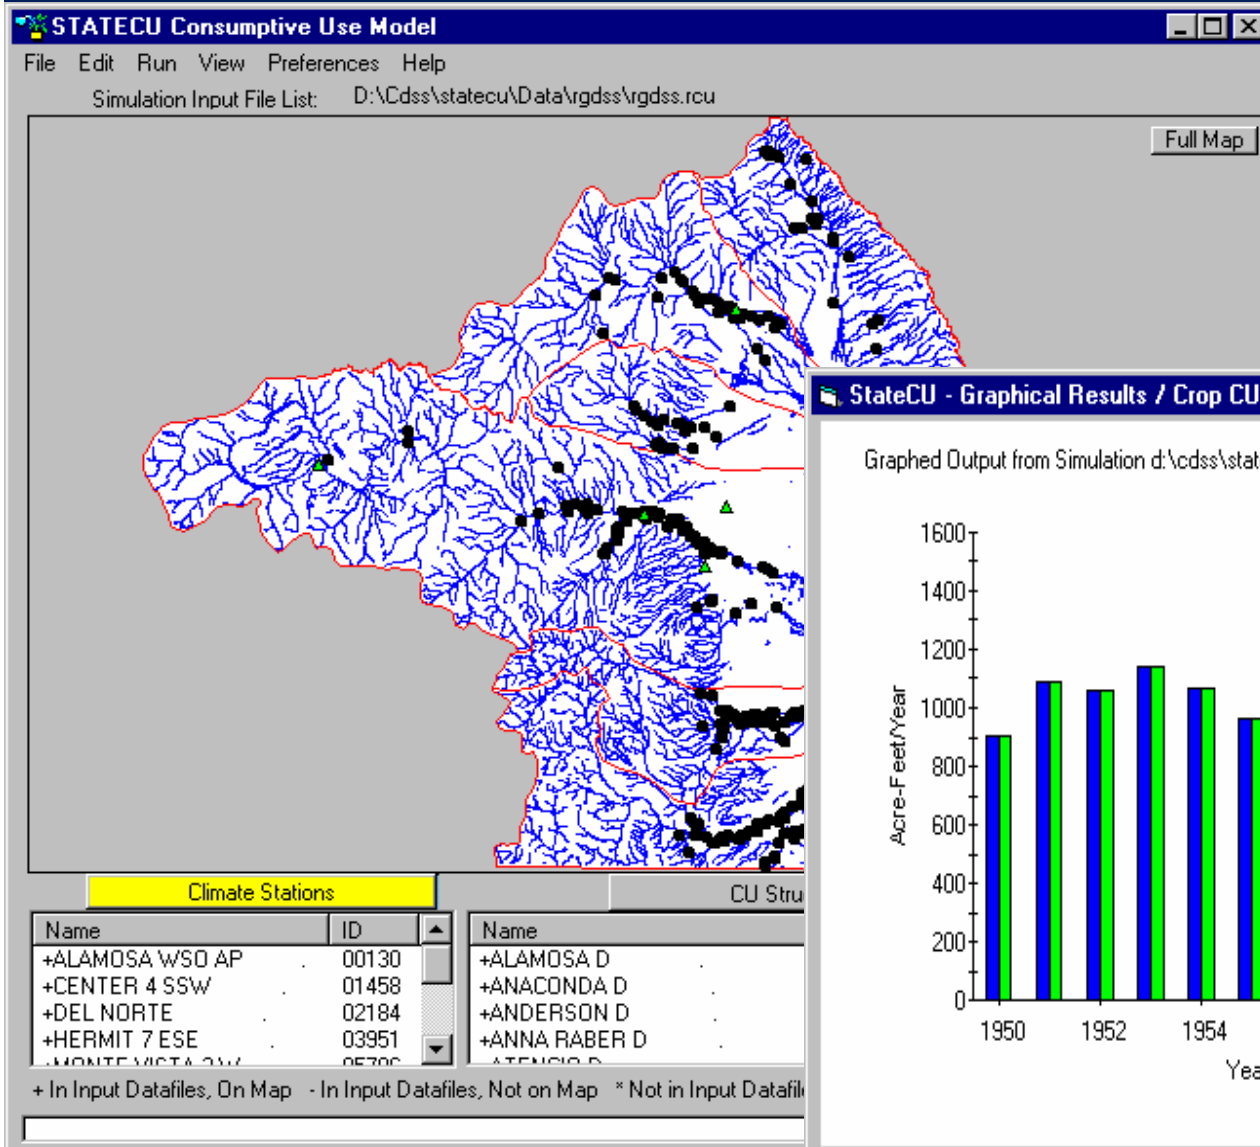 STATECU Consumptive Use Model
File Edit Run View Preferences Help
Simulation Input File List: D:\Cdss\statecu\Data\rgdss\rgdss.rcu
Full Map
StateCU - Graphical Results / Crop CU
Graphed Output from Simulation d:\cdss\stat
1600
1400
1200
1000
800
600
400
200
0
Acre-Feet/Year
1950 1952 1954
Yea
Climate Stations
CU Stru
Name ID
+ALAMOSA WSO AP . 00130
+CENTER 4 SSW . 01458
+DEL NORTE . 02184
+HERMIT 7 ESE . 03951
Name
+ALAMOSA D .
+ANACONDA D .
+ANDERSON D .
+ANNA RABER D .
+ In Input Datafiles, On Map - In Input Datafiles, Not on Map * Not in Input Datafil